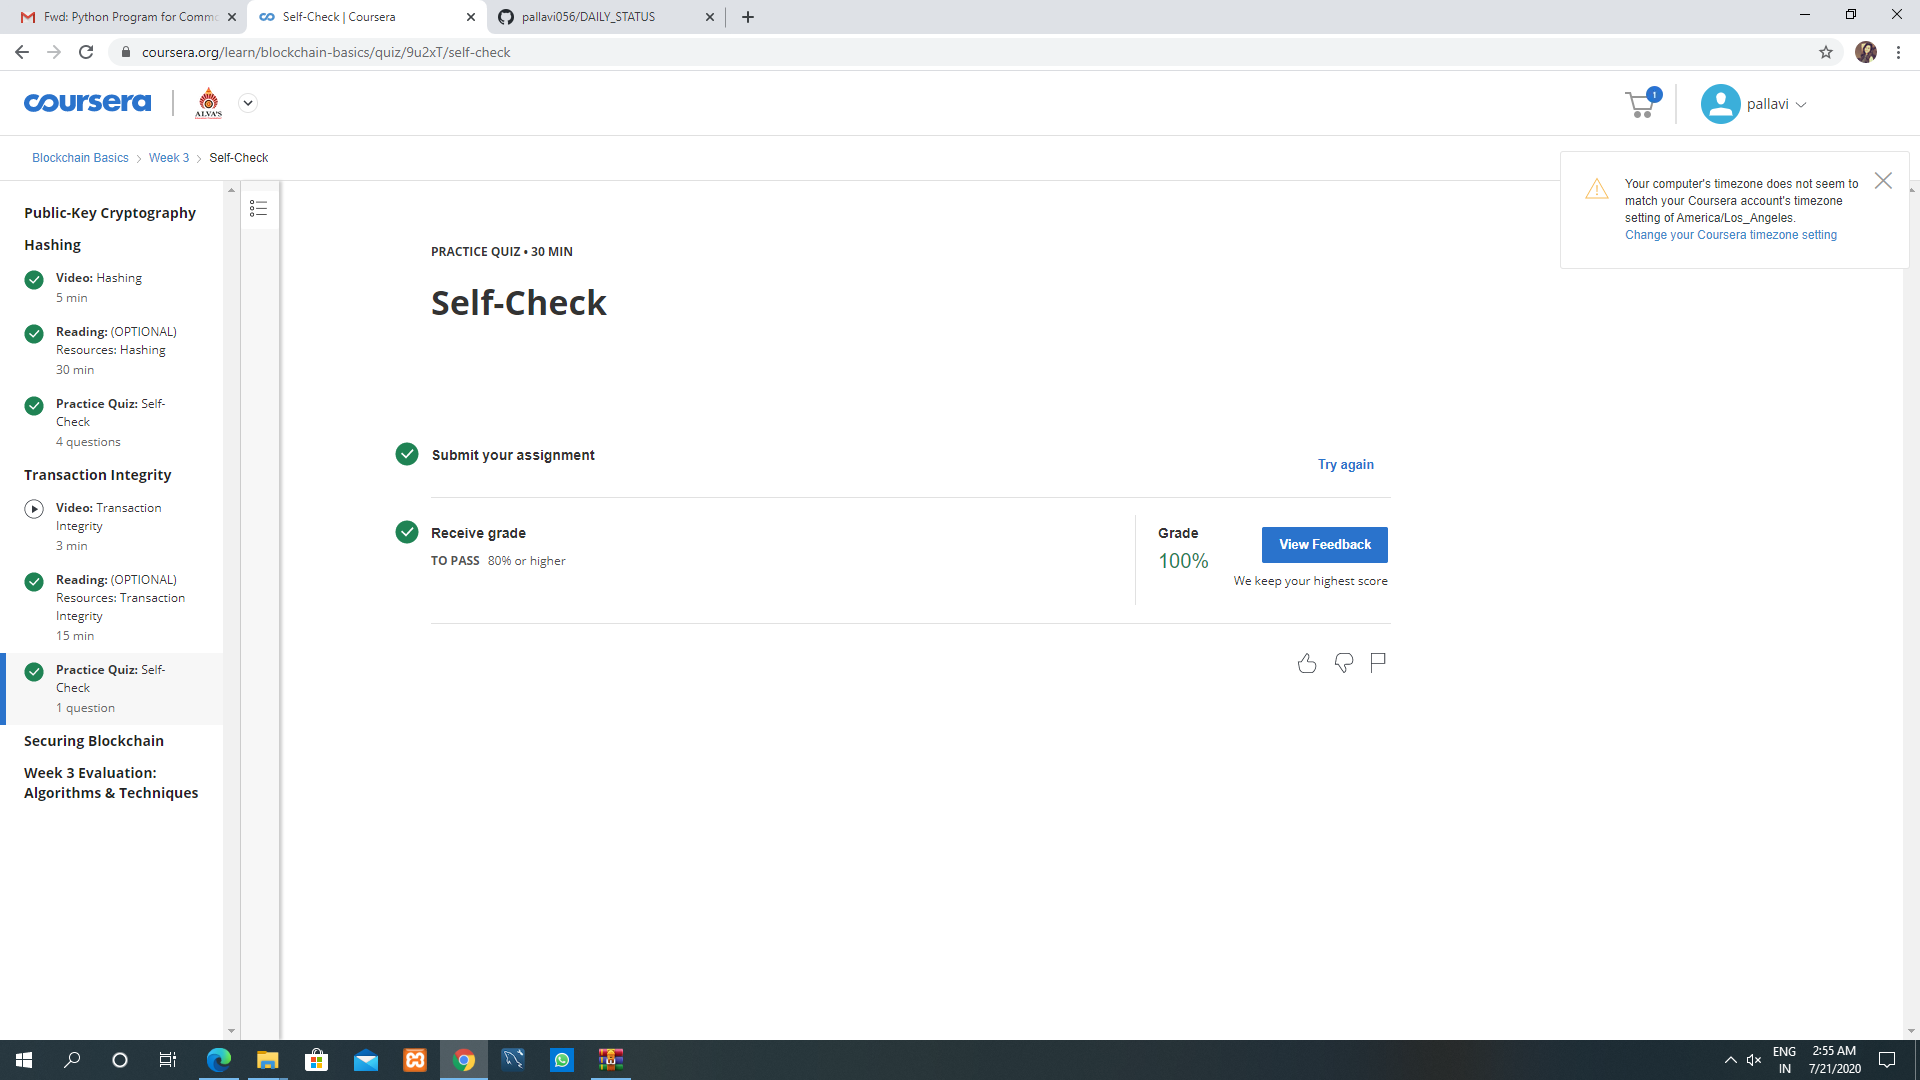 Fwd: Python Program for Commo
Self-Check | Coursera
pallavi056/DAILY_STATUS
coursera.org/learn/blockchain-basics/quiz/9u2xT/self-check
coursera
ALVA'S
1
pallavi
Blockchain Basics
Week 3
Self-Check
Your computer's timezone does not seem to
match your Coursera account's timezone
setting of America/Los_Angeles.
Change your Coursera timezone setting
Public-Key Cryptography
Hashing
Video: Hashing
5 min
Reading: (OPTIONAL)
Resources: Hashing
30 min
Practice Quiz: Self-
Check
4 questions
Transaction Integrity
Video: Transaction
Integrity
3 min
Reading: (OPTIONAL)
Resources: Transaction
Integrity
15 min
Practice Quiz: Self-
Check
1 question
Securing Blockchain
Week 3 Evaluation:
Algorithms & Techniques
PRACTICE QUIZ • 30 MIN
Self-Check
Submit your assignment
Try again
Receive grade
TO PASS 80% or higher
Grade
100%
View Feedback
We keep your highest score
ENG
IN
2:55 AM
7/21/2020